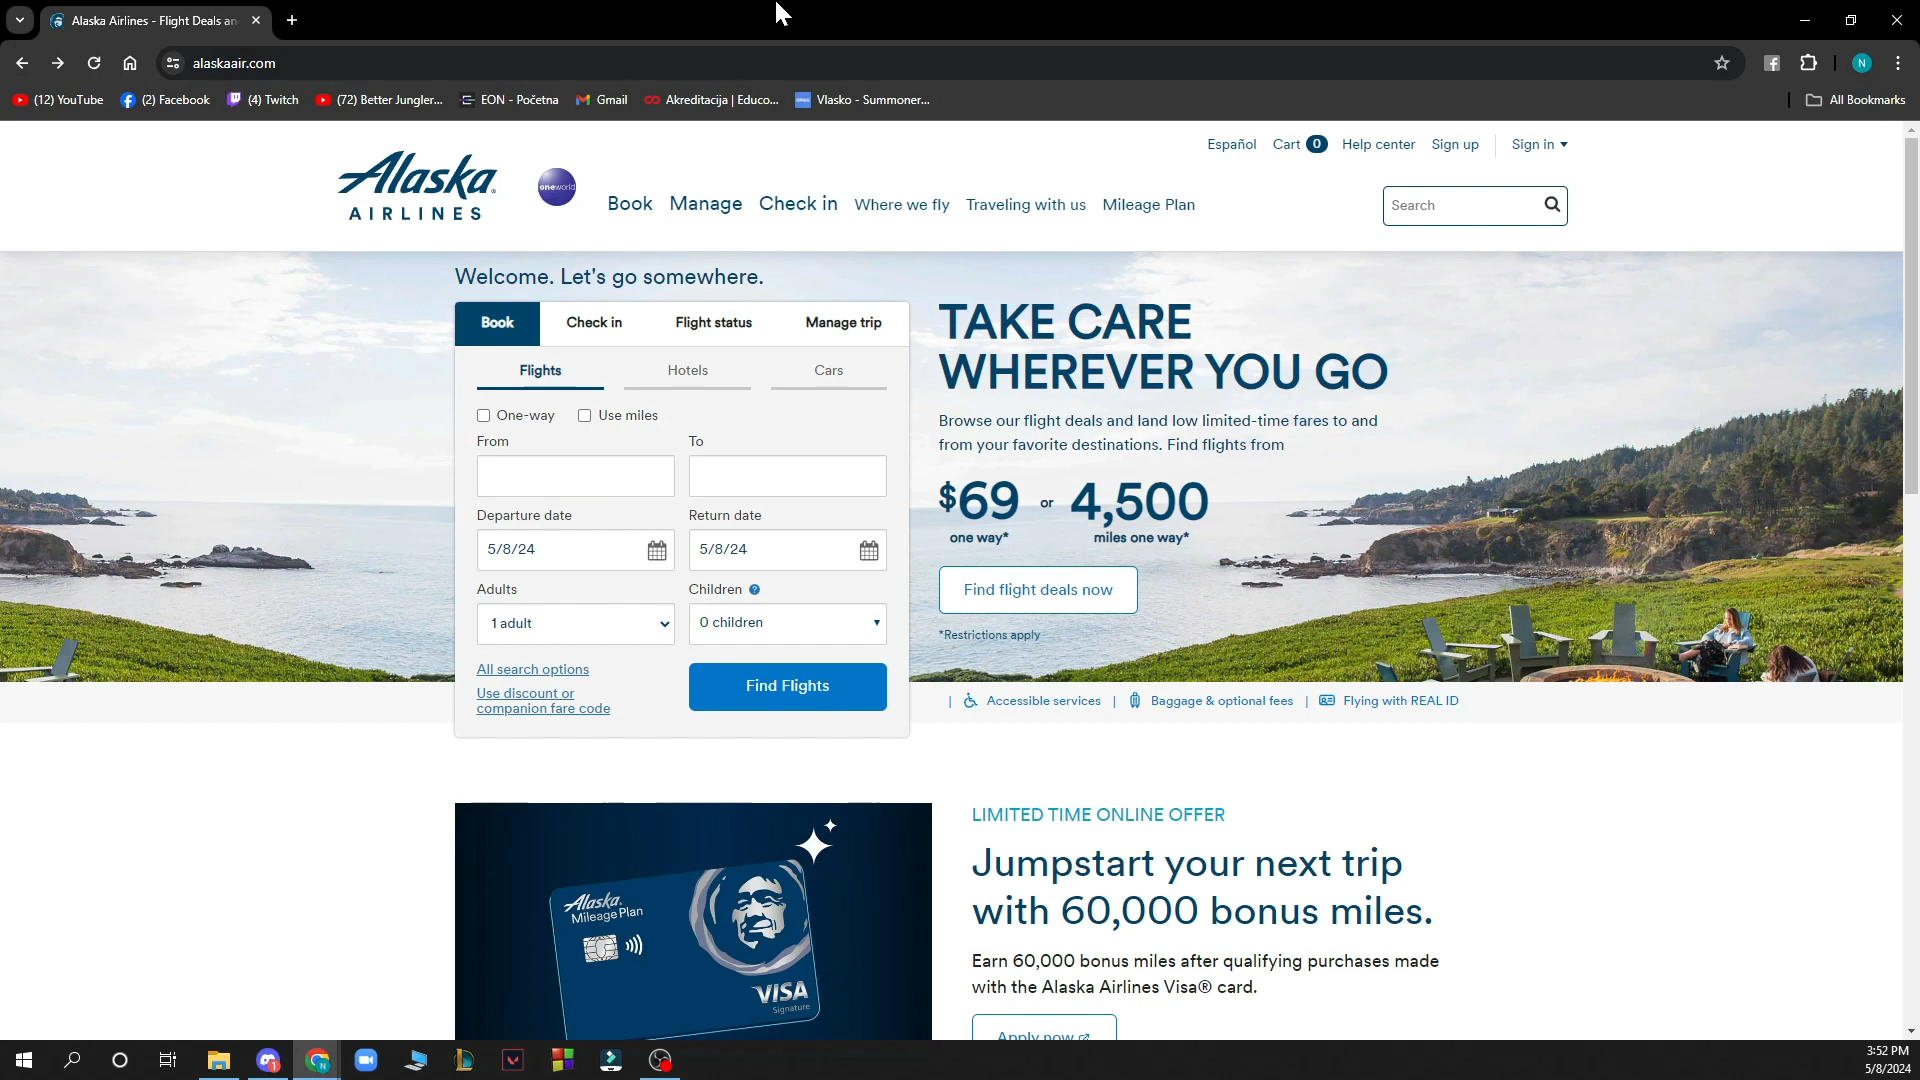 Alaska Airlines - Flight Deals an
alaskaair.com
(12) YouTube
(2) Facebook
(4) Twitch
(72) Better Jungler...
EON - Početna
Gmail
Akreditacija | Educo...
Vlasko - Summoner...
All Bookmarks
N
Español
Cart 0
Help center
Sign up
Sign in
Alaska
AIRLINES
oneworld
Book
Manage
Check in
Where we fly
Traveling with us
Mileage Plan
Search
Welcome. Let's go somewhere.
Book
Check in
Flight status
Manage trip
Flights
Hotels
Cars
One-way
Use miles
From
To
Departure date
Return date
5/8/24
5/8/24
Adults
Children ?
1 adult
0 children
All search options
Use discount or
companion fare code
Find Flights
TAKE CARE
WHEREVER YOU GO
Browse our flight deals and land low limited-time fares to and
from your favorite destinations. Find flights from
$69 or 4,500
one way*
miles one way*
Find flight deals now
*Restrictions apply
| Accessible services | Baggage & optional fees | Flying with REAL ID
Alaska
Mileage Plan
VISA
Signature
LIMITED TIME ONLINE OFFER
Jumpstart your next trip
with 60,000 bonus miles.
Earn 60,000 bonus miles after qualifying purchases made
with the Alaska Airlines Visa® card.
Apply now
1
N
3:52 PM
5/8/2024